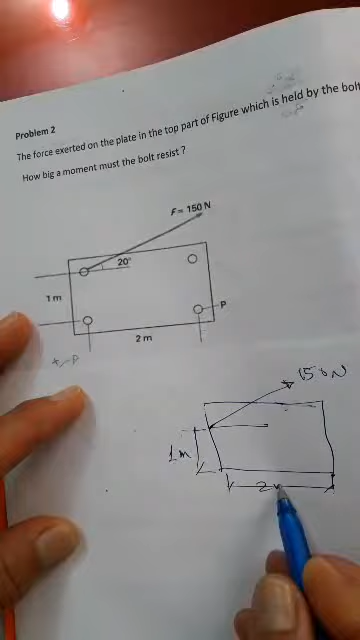 Problem 2
The force exerted on the plate in the top part of Figure which is held by the bolt
How big a moment must the bolt resist ?
F= 150 N
20°
1 m
P
2 m
150 N
1m
2